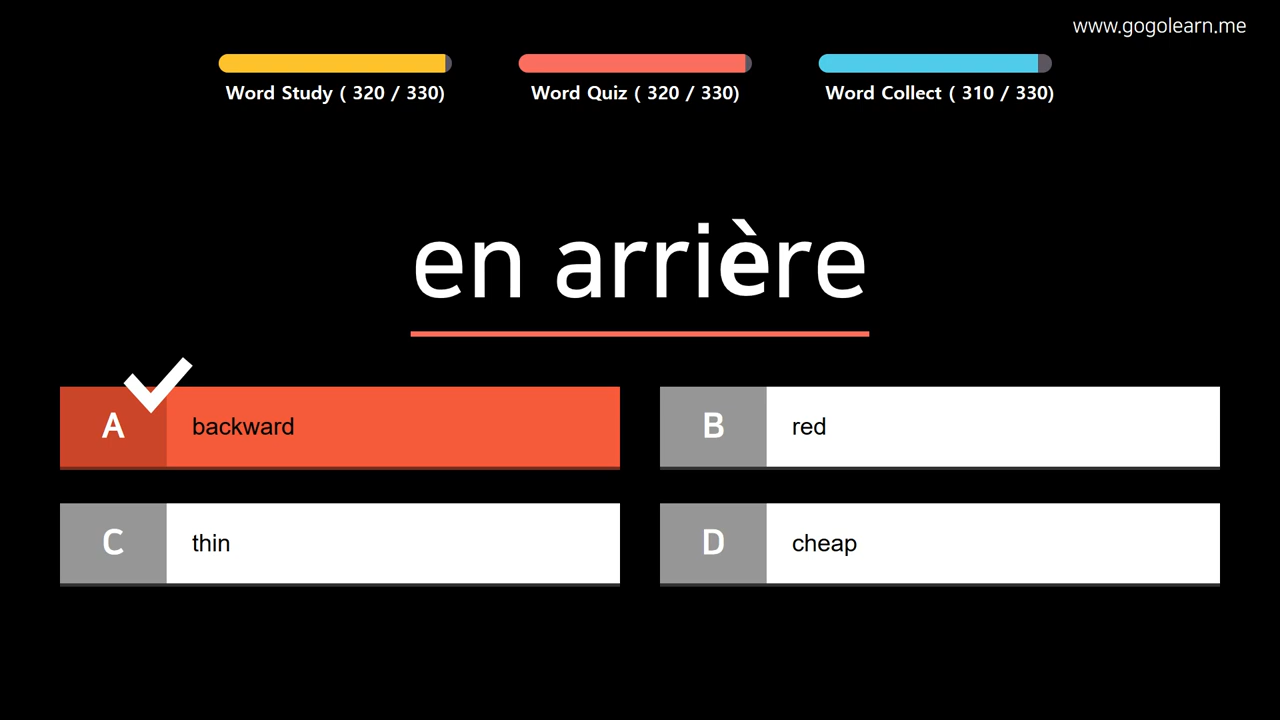 www.gogolearn.me
Word Study ( 320 / 330)
Word Quiz ( 320 / 330)
Word Collect ( 310 / 330)
en arrière
A
backward
B
red
C
thin
D
cheap